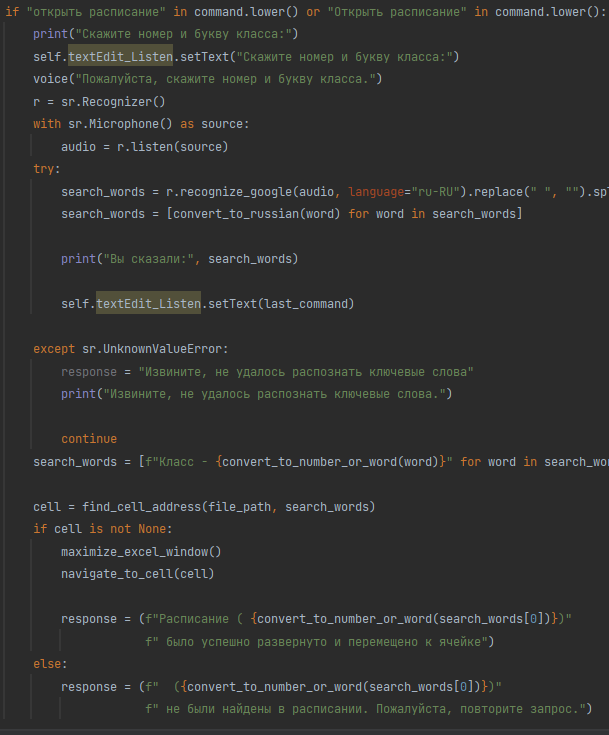 if "открыть расписание" in command.lower() or "Открыть расписание" in command.lower():
    print("Скажите номер и букву класса:")
    self.textEdit_Listen.setText("Скажите номер и букву класса:")
    voice("Пожалуйста, скажите номер и букву класса.")
    r = sr.Recognizer()
    with sr.Microphone() as source:
        audio = r.listen(source)
    try:
        search_words = r.recognize_google(audio, language="ru-RU").replace(" ", "").spl
        search_words = [convert_to_russian(word) for word in search_words]
        print("Вы сказали:", search_words)
        self.textEdit_Listen.setText(last_command)
    except sr.UnknownValueError:
        response = "Извините, не удалось распознать ключевые слова"
        print("Извините, не удалось распознать ключевые слова.")
        continue
    search_words = [f"Класс - {convert_to_number_or_word(word)}" for word in search_wo
    cell = find_cell_address(file_path, search_words)
    if cell is not None:
        maximize_excel_window()
        navigate_to_cell(cell)
        response = (f"Расписание ( {convert_to_number_or_word(search_words[0])})"
                    f" было успешно развернуто и перемещено к ячейке")
    else:
        response = (f"  ({convert_to_number_or_word(search_words[0])})"
                    f" не были найдены в расписании. Пожалуйста, повторите запрос.")